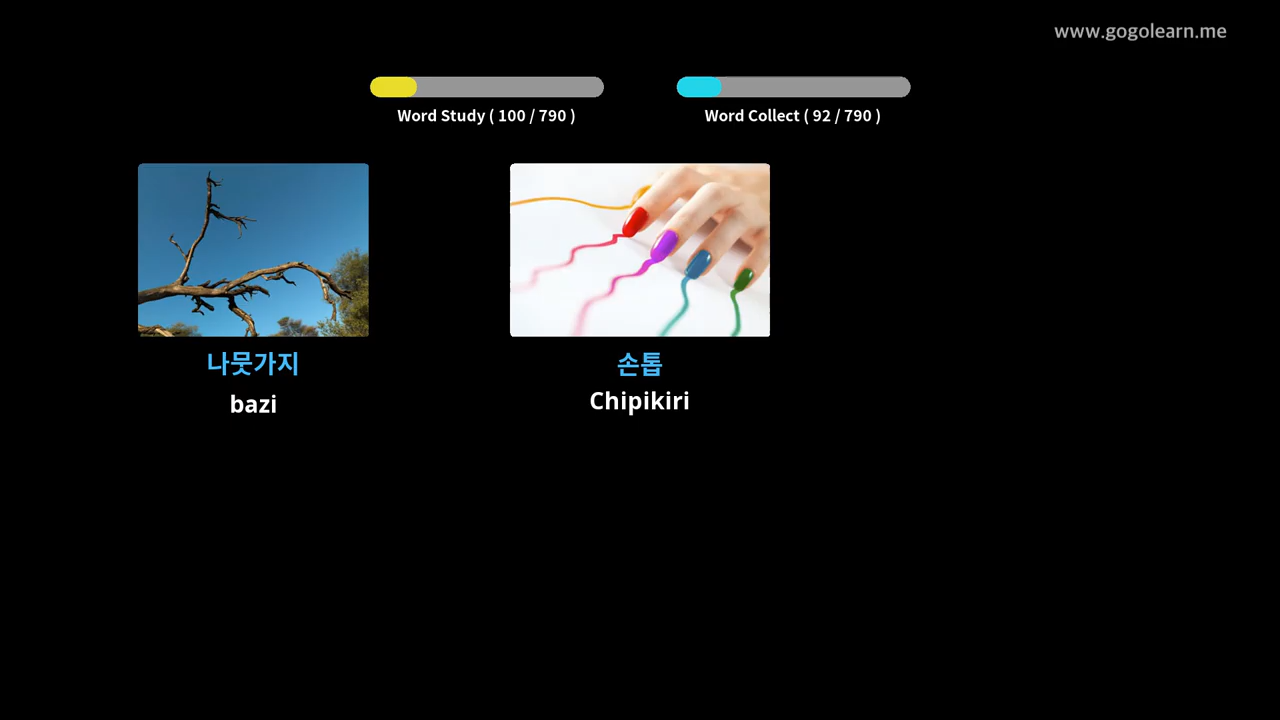 www.gogolearn.me
Word Study ( 100 / 790 )
Word Collect ( 92 / 790 )
나뭇가지
bazi
손톱
Chipikiri